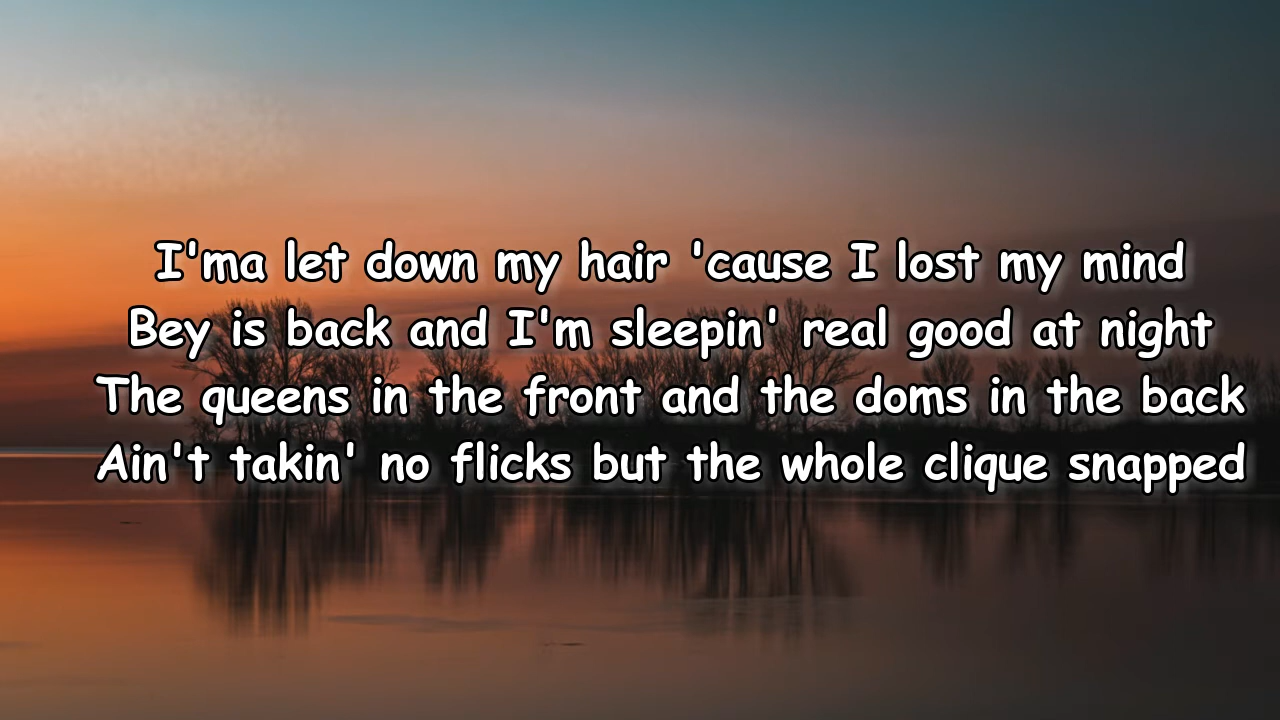 I'ma let down my hair 'cause I lost my mind
Bey is back and I'm sleepin' real good at night
The queens in the front and the doms in the back
Ain't takin' no flicks but the whole clique snapped